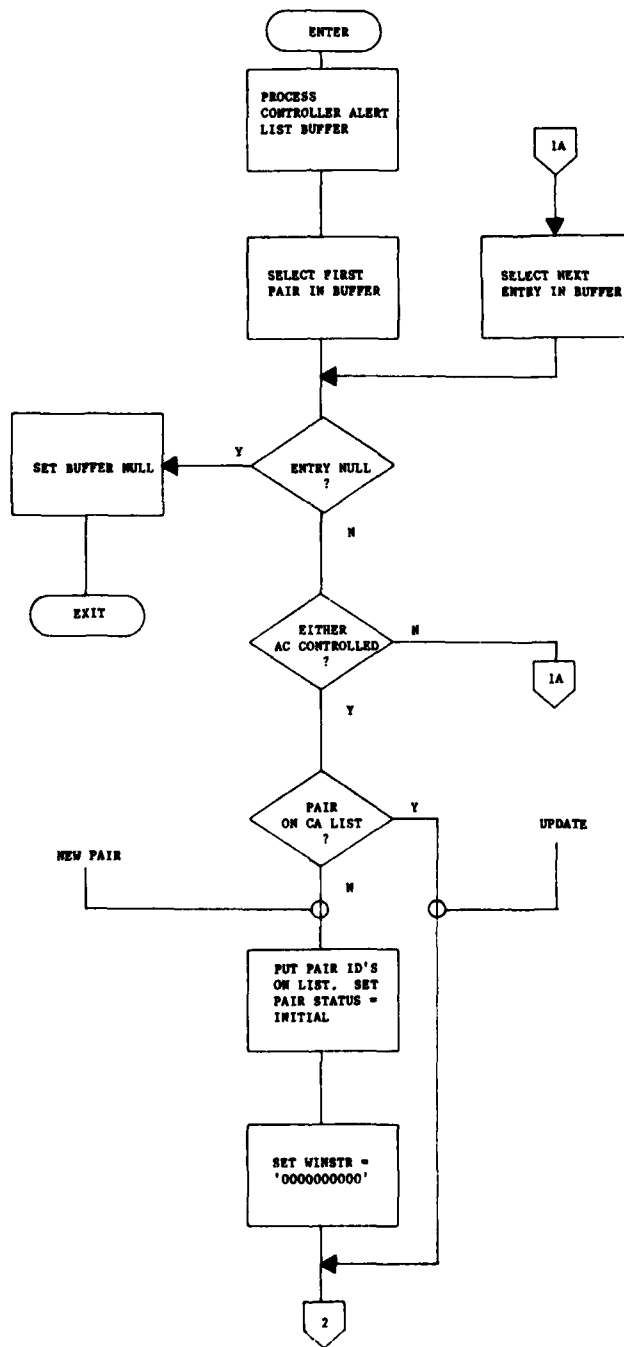 ENTER
PROCESS
CONTROLLER ALERT
LIST BUFFER
1A
SELECT FIRST
PAIR IN BUFFER
SELECT NEXT
ENTRY IN BUFFER
SET BUFFER NULL
Y
ENTRY NULL
?
N
EXIT
EITHER
AC CONTROLLED
?
N
1A
Y
PAIR
ON CA LIST
?
Y
UPDATE
NEW PAIR
N
PUT PAIR ID'S
ON LIST. SET
PAIR STATUS =
INITIAL
SET WINSTR =
'0000000000'
2